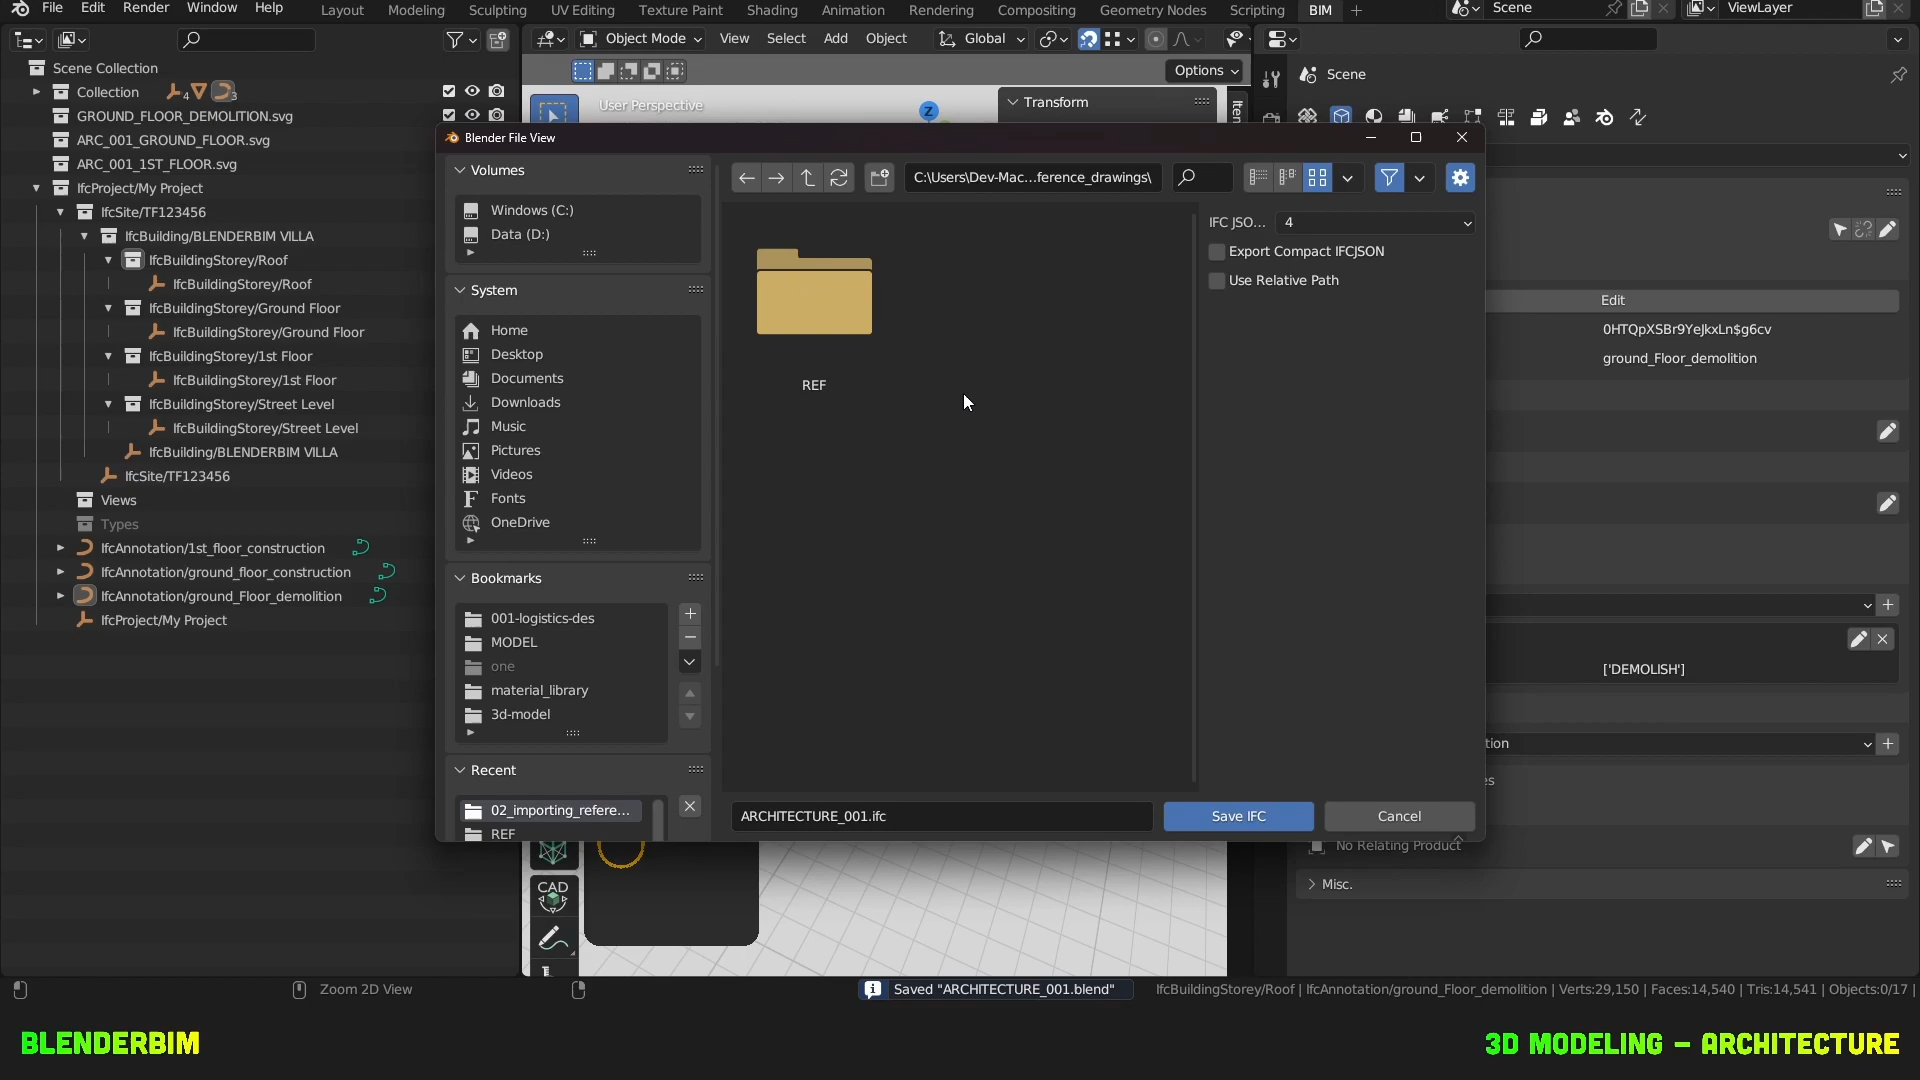 File Edit Render Window Help Layout Modeling Sculpting UV Editing Texture Paint Shading Animation Rendering Compositing Geometry Nodes Scripting BIM + Scene ViewLayer
Object Mode View Select Add Object Global
Options
Scene Collection
Collection 4 3
GROUND_FLOOR_DEMOLITION.svg
ARC_001_GROUND_FLOOR.svg
ARC_001_1ST_FLOOR.svg
IfcProject/My Project
IfcSite/TF123456
IfcBuilding/BLENDERBIM VILLA
IfcBuildingStorey/Roof
IfcBuildingStorey/Roof
IfcBuildingStorey/Ground Floor
IfcBuildingStorey/Ground Floor
IfcBuildingStorey/1st Floor
IfcBuildingStorey/1st Floor
IfcBuildingStorey/Street Level
IfcBuildingStorey/Street Level
IfcBuilding/BLENDERBIM VILLA
IfcSite/TF123456
Views
Types
IfcAnnotation/1st_floor_construction
IfcAnnotation/ground_floor_construction
IfcAnnotation/ground_Floor_demolition
IfcProject/My Project
User Perspective
Z
Transform
Item
Blender File View
Volumes
Windows (C:)
Data (D:)
System
Home
Desktop
Documents
Downloads
Music
Pictures
Videos
Fonts
OneDrive
Bookmarks
001-logistics-des
MODEL
one
material_library
3d-model
Recent
02_importing_refere...
REF
C:\Users\Dev-Mac...ference_drawings\
REF
IFC JSO... 4
Export Compact IFCJSON
Use Relative Path
ARCHITECTURE_001.ifc
Save IFC
Cancel
Scene
Edit
0HTQpXSBr9YeJkxLn$g6cv
ground_Floor_demolition
['DEMOLISH']
tion
es
No Relating Product
Misc.
CAD
Zoom 2D View
Saved "ARCHITECTURE_001.blend"
IfcBuildingStorey/Roof | IfcAnnotation/ground_Floor_demolition | Verts:29,150 | Faces:14,540 | Tris:14,541 | Objects:0/17 |
BLENDERBIM
3D MODELING – ARCHITECTURE